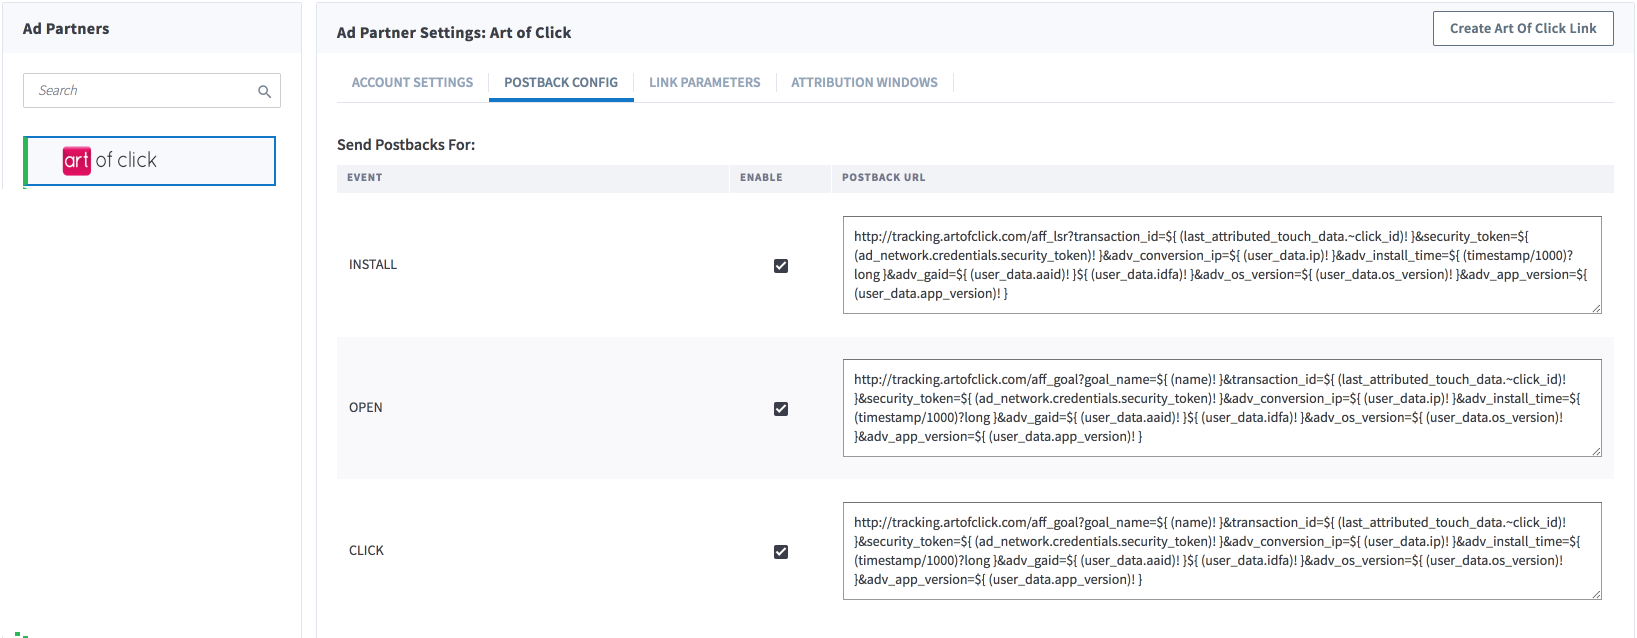 Ad Partners
Search
art of click
Ad Partner Settings: Art of Click
Create Art Of Click Link
ACCOUNT SETTINGS
POSTBACK CONFIG
LINK PARAMETERS
ATTRIBUTION WINDOWS
Send Postbacks For:
EVENT
ENABLE
POSTBACK URL
INSTALL
http://tracking.artofclick.com/aff_lsr?transaction_id=${ (last_attributed_touch_data.~click_id)! }&security_token=${
(ad_network.credentials.security_token)! }&adv_conversion_ip=${ (user_data.ip)! }&adv_install_time=${ (timestamp/1000)?
long }&adv_gaid=${ (user_data.aaid)! }${ (user_data.idfa)! }&adv_os_version=${ (user_data.os_version)! }&adv_app_version=${
(user_data.app_version)! }
OPEN
http://tracking.artofclick.com/aff_goal?goal_name=${ (name)! }&transaction_id=${ (last_attributed_touch_data.~click_id)!
}&security_token=${ (ad_network.credentials.security_token)! }&adv_conversion_ip=${ (user_data.ip)! }&adv_install_time=${
(timestamp/1000)?long }&adv_gaid=${ (user_data.aaid)! }${ (user_data.idfa)! }&adv_os_version=${ (user_data.os_version)!
}&adv_app_version=${ (user_data.app_version)! }
CLICK
http://tracking.artofclick.com/aff_goal?goal_name=${ (name)! }&transaction_id=${ (last_attributed_touch_data.~click_id)!
}&security_token=${ (ad_network.credentials.security_token)! }&adv_conversion_ip=${ (user_data.ip)! }&adv_install_time=${
(timestamp/1000)?long }&adv_gaid=${ (user_data.aaid)! }${ (user_data.idfa)! }&adv_os_version=${ (user_data.os_version)!
}&adv_app_version=${ (user_data.app_version)! }